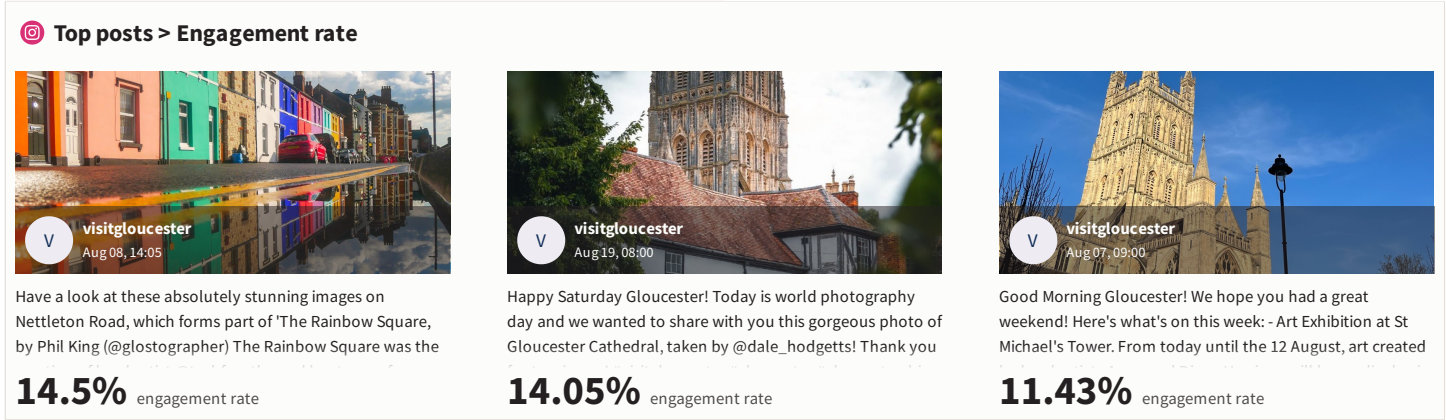 Top posts > Engagement rate
V
visitgloucester
Aug 08, 14:05
Have a look at these absolutely stunning images on
Nettleton Road, which forms part of 'The Rainbow Square,
by Phil King (@glostographer) The Rainbow Square was the
14.5% engagement rate
V
visitgloucester
Aug 19, 08:00
Happy Saturday Gloucester! Today is world photography
day and we wanted to share with you this gorgeous photo of
Gloucester Cathedral, taken by @dale_hodgetts! Thank you
14.05% engagement rate
V
visitgloucester
Aug 07, 09:00
Good Morning Gloucester! We hope you had a great
weekend! Here's what's on this week: - Art Exhibition at St
Michael's Tower. From today until the 12 August, art created
11.43% engagement rate